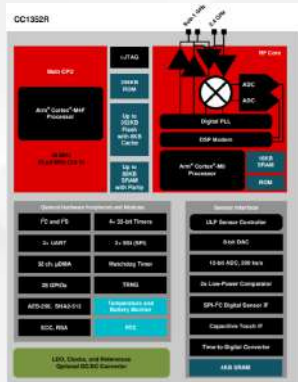 CC1352R
Sub-1 GHz
2.4 GHz
cJTAG
RF Core
Main CPU
ROM
ADC
ADC
Arm® Cortex®-M4F
Processor
Up to
352KB
Flash
with 8KB
Cache
Digital PLL
DSP Modem
Arm® Cortex®-M0
Processor
16KB
SRAM
ROM
Up to
80KB
SRAM
with Parity
General Hardware Peripherals and Modules
Sensor Interface
I²C and I²S
4× 32-bit Timers
ULP Sensor Controller
2× UART
2× SSI (SPI)
8-bit DAC
32 ch. µDMA
Watchdog Timer
12-bit ADC, 200 ks/s
28 GPIOs
TRNG
2x Low-Power Comparator
AES-256, SHA2-512
Temperature and
Battery Monitor
SPI-I²C Digital Sensor IF
ECC, RSA
RTC
Capacitive Touch IF
Time-to-Digital Converter
4KB SRAM
LDO, Clocks, and References
Optional DC/DC Converter